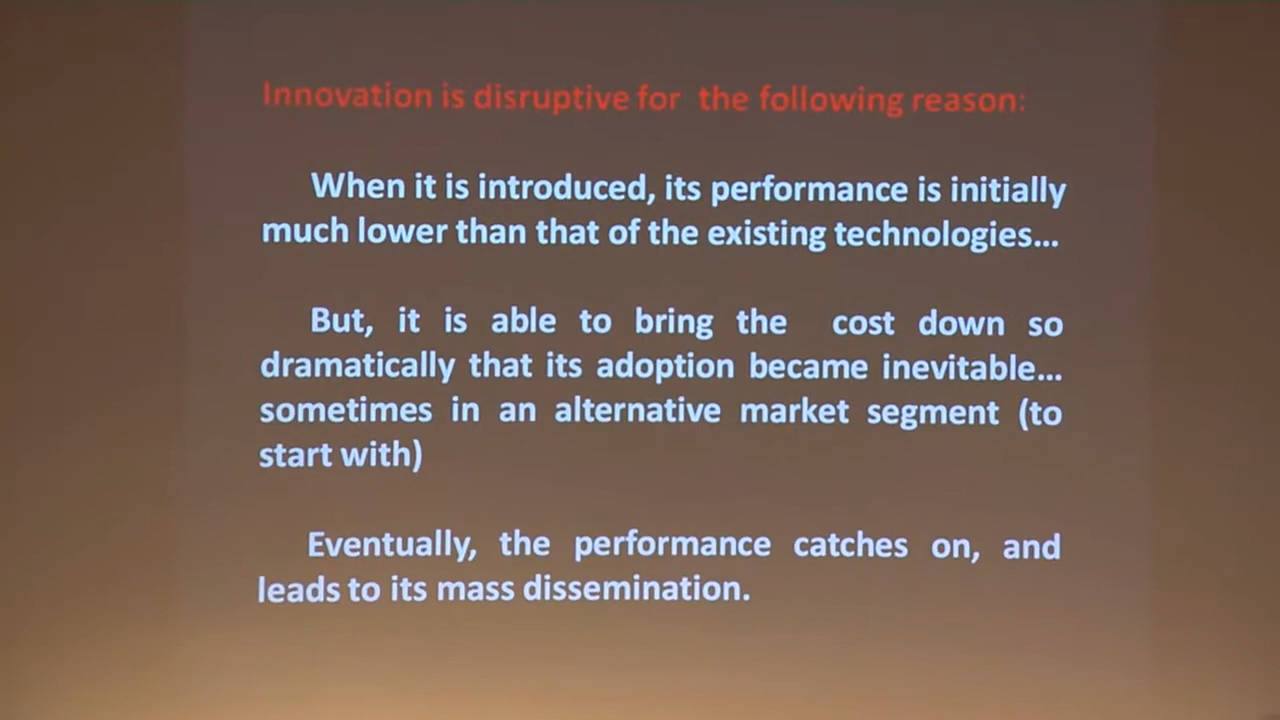 Innovation is disruptive for the following reason:
When it is introduced, its performance is initially
much lower than that of the existing technologies...
But, it is able to bring the cost down so
dramatically that its adoption became inevitable...
sometimes in an alternative market segment (to
start with)
Eventually, the performance catches on, and
leads to its mass dissemination.